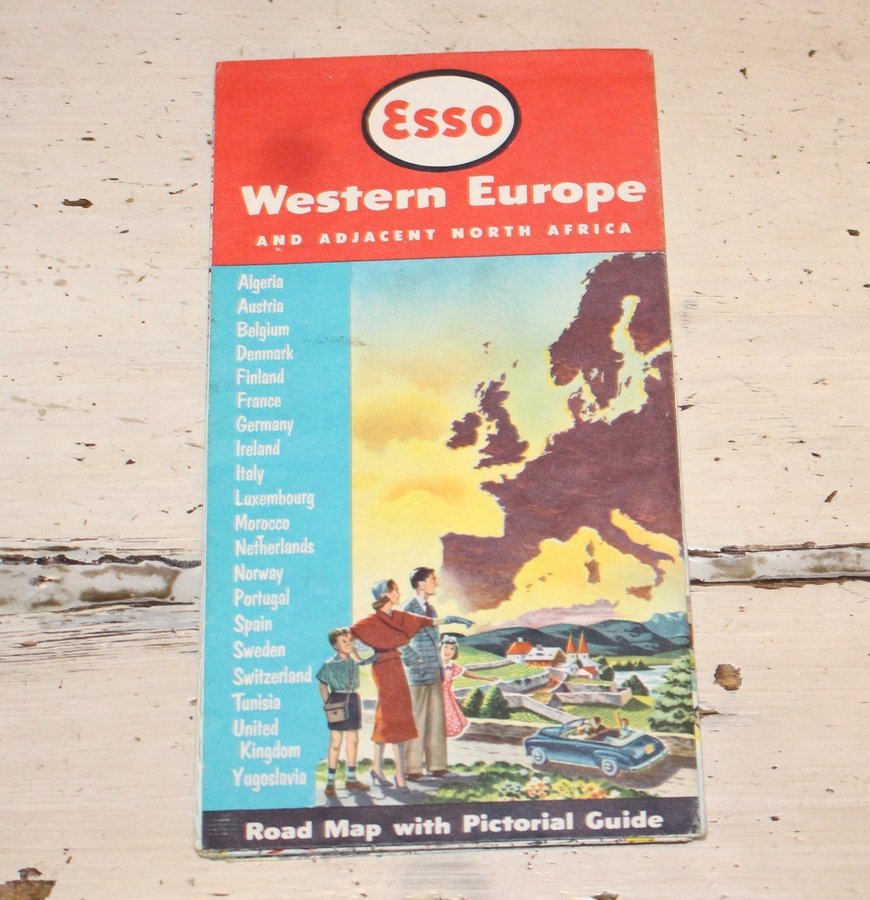 Esso
Western Europe
AND ADJACENT NORTH AFRICA
Algeria
Austria
Belgium
Denmark
Finland
France
Germany
Ireland
Italy
Luxembourg
Morocco
Netherlands
Norway
Portugal
Spain
Sweden
Switzerland
Tunisia
United
Kingdom
Yugoslavia
Road Map with Pictorial Guide